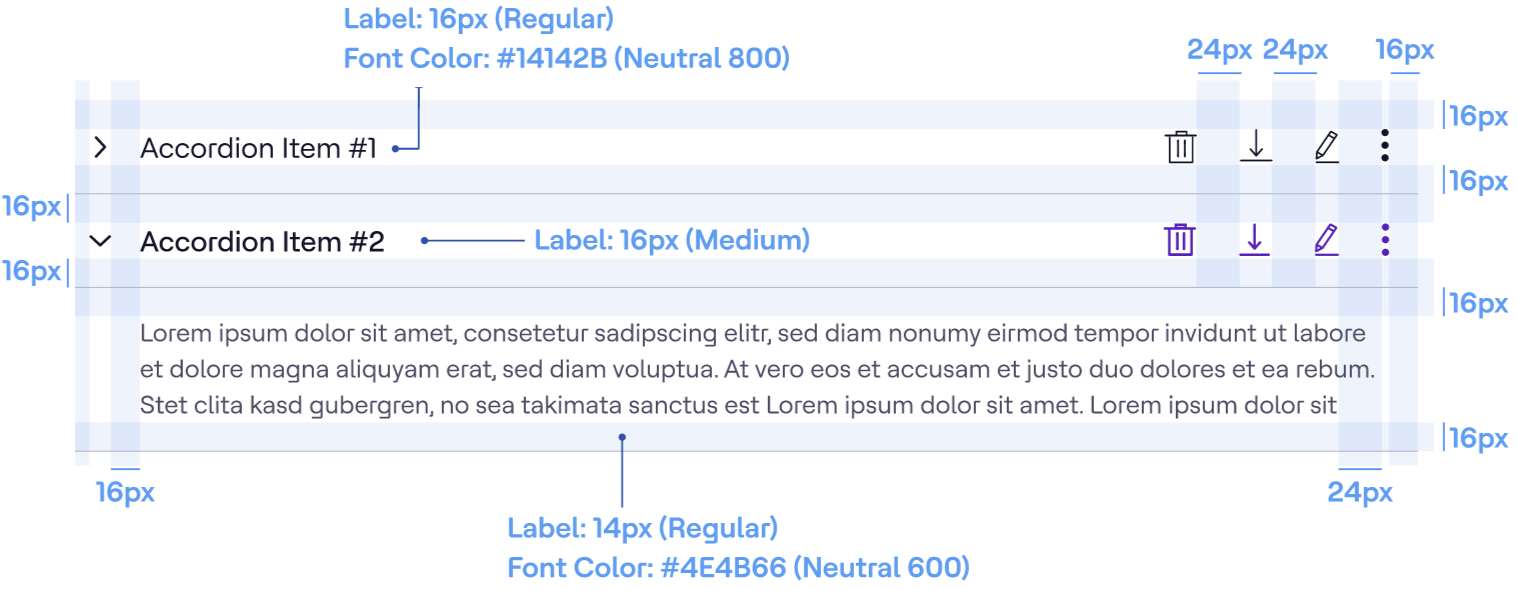 Label: 16px (Regular)
Font Color: #14142B (Neutral 800)
24px 24px 16px
16px
Accordion Item #1
16px
16px
Accordion Item #2
Label: 16px (Medium)
16px
16px
Lorem ipsum dolor sit amet, consetetur sadipscing elitr, sed diam nonumy eirmod tempor invidunt ut labore
et dolore magna aliquyam erat, sed diam voluptua. At vero eos et accusam et justo duo dolores et ea rebum.
Stet clita kasd gubergren, no sea takimata sanctus est Lorem ipsum dolor sit amet. Lorem ipsum dolor sit
16px
16px
24px
Label: 14px (Regular)
Font Color: #4E4B66 (Neutral 600)